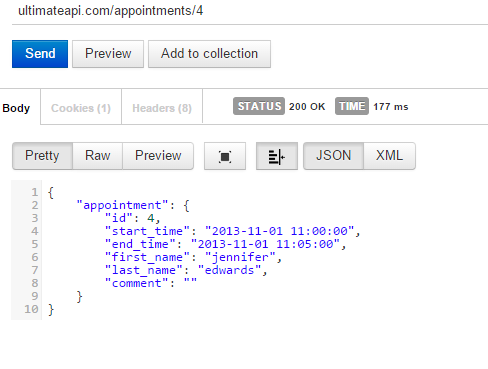 ultimateapi.com/appointments/4
Send Preview Add to collection
Body Cookies (1) Headers (8) STATUS 200 OK TIME 177 ms
Pretty Raw Preview JSON XML
1 {
2 "appointment": {
3 "id": 4,
4 "start_time": "2013-11-01 11:00:00",
5 "end_time": "2013-11-01 11:05:00",
6 "first_name": "jennifer",
7 "last_name": "edwards",
8 "comment": ""
9 }
10 }